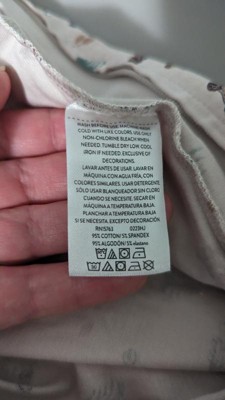 WASH BEFORE USE, MACHINE WASH
COLD WITH LIKE COLORS, USE ONLY
NON-CHLORINE BLEACH WHEN
NEEDED. TUMBLE DRY LOW, COOL
IRON IF NEEDED. EXCLUSIVE OF
DECORATIONS.
LAVAR ANTES DE USAR. LAVAR EN
MÁQUINA CON AGUA FRÍA, CON
COLORES SIMILARES. USAR DETERGENTE,
SOLO USAR BLANQUEADOR SIN CLORO
CUANDO SE NECESITE. SECAR EN
MÁQUINA A TEMPERATURA BAJA
PLANCHAR A TEMPERATURA BAJA
SI SE NECESITA. EXCEPTO DECORACIÓN
RN15763 0223HJ
95% COTTON/ 5% SPANDEX
95% ALGODÓN/ 5% elastano